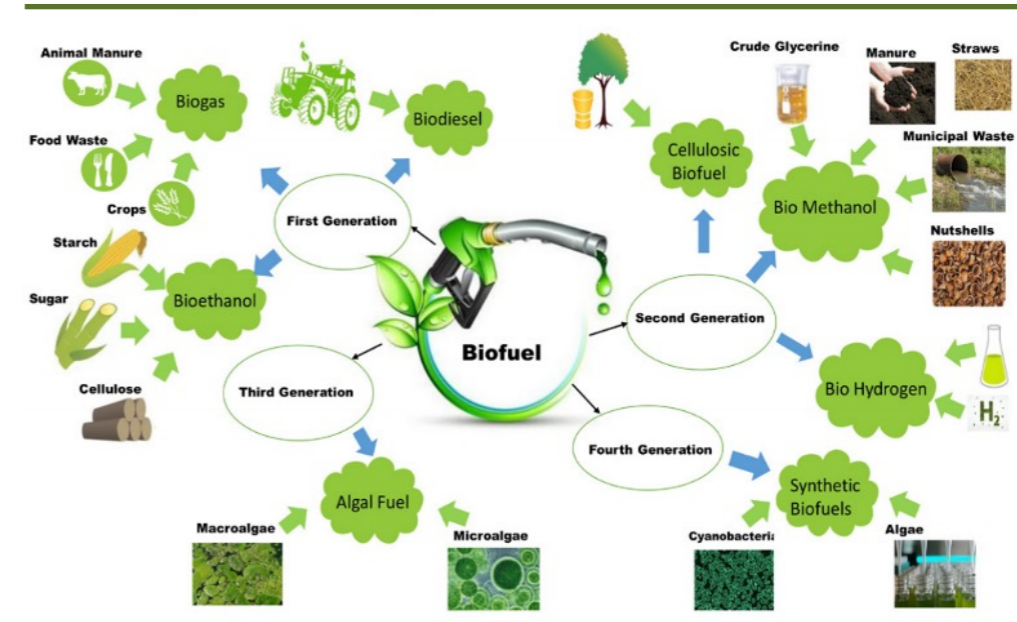 Animal Manure
Biogas
Food Waste
Crops
Biodiesel
First Generation
Starch
Sugar
Bioethanol
Cellulose
Crude Glycerine
Manure
Straws
Cellulosic
Biofuel
Bio Methanol
Municipal Waste
Nutshells
Second Generation
Biofuel
Third Generation
Bio Hydrogen
H2
Fourth Generation
Algal Fuel
Macroalgae
Microalgae
Synthetic
Biofuels
Cyanobacteria
Algae